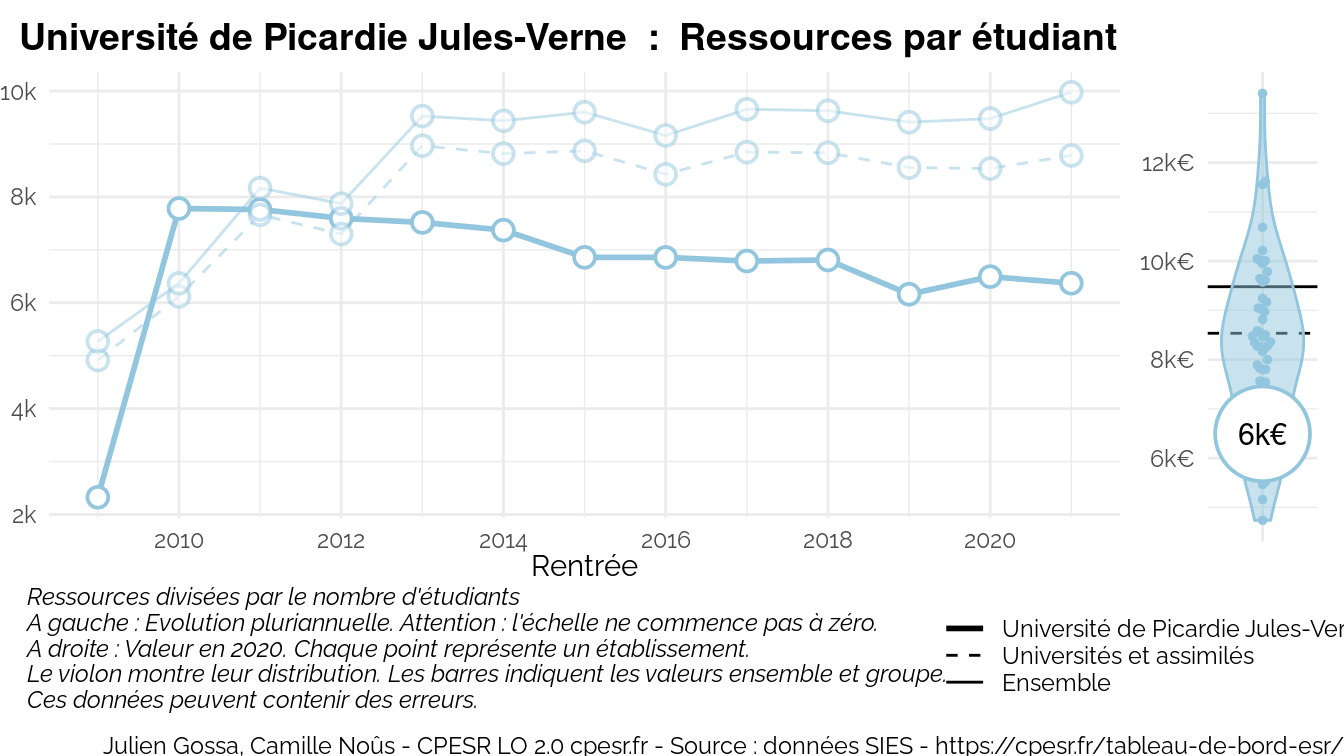 Université de Picardie Jules-Verne : Ressources par étudiant
10k
8k
6k
4k
2k
2010 2012 2014 2016 2018 2020
Rentrée
12k€
10k€
8k€
6k€
6k€
Ressources divisées par le nombre d'étudiants
A gauche : Evolution pluriannuelle. Attention : l'échelle ne commence pas à zéro.
A droite : Valeur en 2020. Chaque point représente un établissement.
Le violon montre leur distribution. Les barres indiquent les valeurs ensemble et groupe.
Ces données peuvent contenir des erreurs.
Université de Picardie Jules-Ver
Universités et assimilés
Ensemble
Julien Gossa, Camille Noûs - CPESR LO 2.0 cpesr.fr - Source : données SIES - https://cpesr.fr/tableau-de-bord-esr/